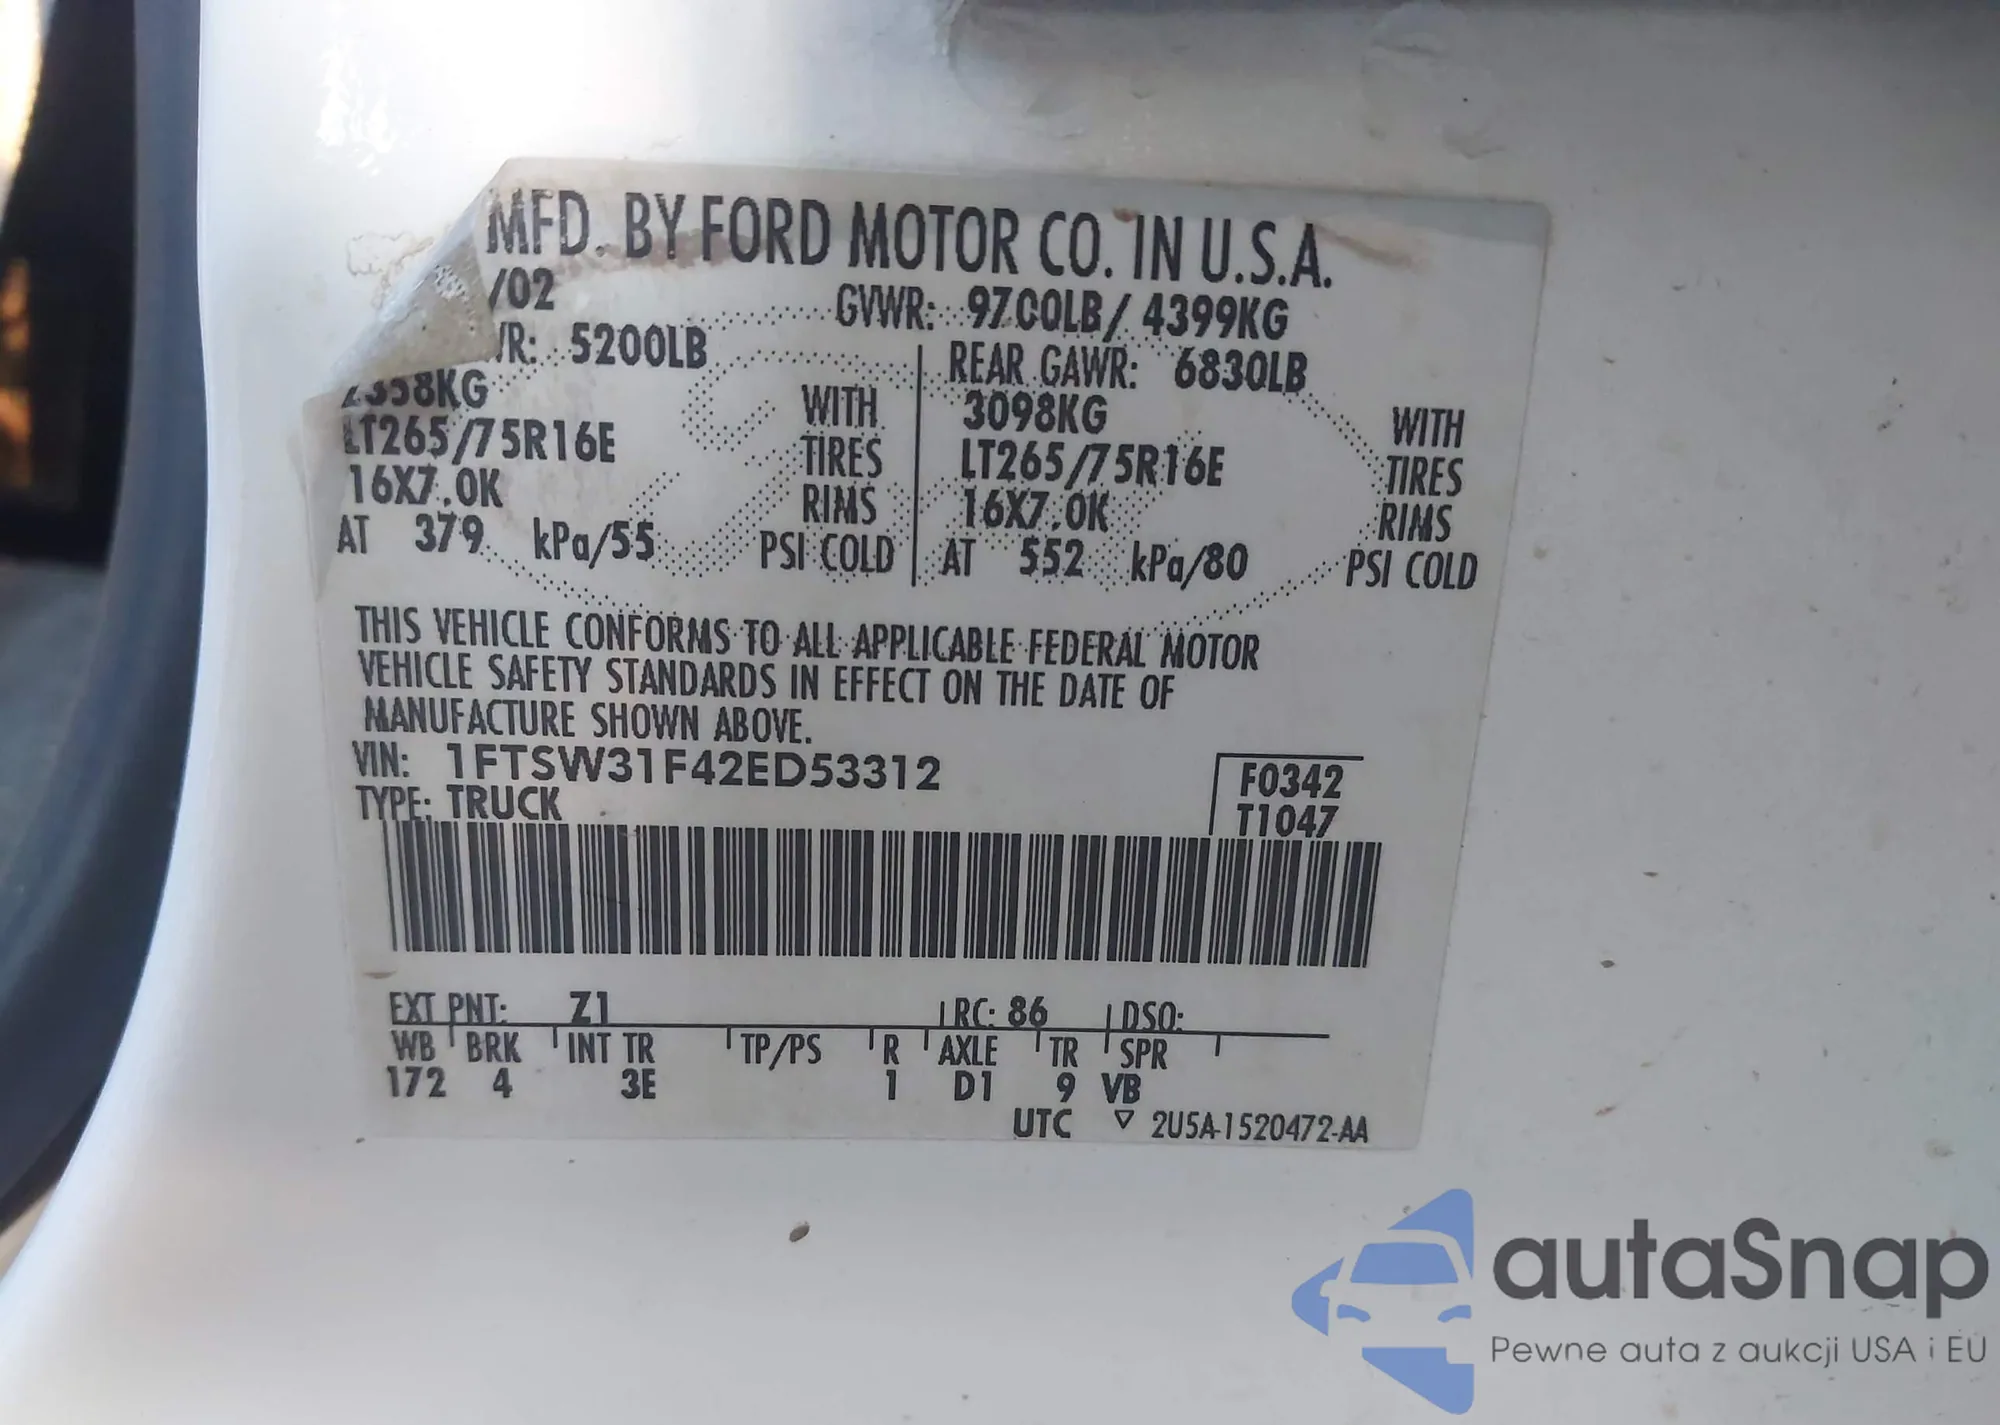 MFD. BY FORD MOTOR CO. IN U.S.A.
/02 GVWR: 9700LB/ 4399KG
/R: 5200LB REAR GAWR: 6830LB
2358KG WITH 3098KG WITH
LT265/75R16E TIRES LT265/75R16E TIRES
16X7.0K RIMS 16X7.0K RIMS
AT 379 kPa/55 PSI COLD AT 552 kPa/80 PSI COLD
THIS VEHICLE CONFORMS TO ALL APPLICABLE FEDERAL MOTOR
VEHICLE SAFETY STANDARDS IN EFFECT ON THE DATE OF
MANUFACTURE SHOWN ABOVE.
VIN: 1FTSW31F42ED53312 F0342
TYPE: TRUCK T1047
EXT PNT: Z1 RC: 86 DSO:
WB BRK INT TR TP/PS R AXLE TR SPR
172 4 3E 1 D1 9 VB
UTC ▽ 2U5A-1520472-AA
autaSnap
Pewne auta z aukcji USA i EU